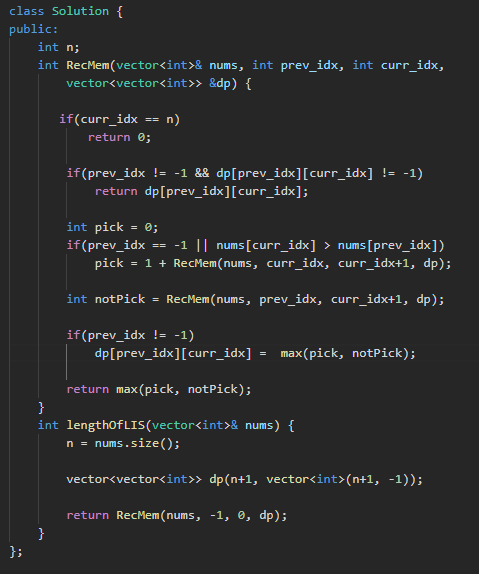 class Solution {
public:
    int n;
    int RecMem(vector<int>& nums, int prev_idx, int curr_idx,
        vector<vector<int>> &dp) {

       if(curr_idx == n)
           return 0;

        if(prev_idx != -1 && dp[prev_idx][curr_idx] != -1)
            return dp[prev_idx][curr_idx];

        int pick = 0;
        if(prev_idx == -1 || nums[curr_idx] > nums[prev_idx])
            pick = 1 + RecMem(nums, curr_idx, curr_idx+1, dp);

        int notPick = RecMem(nums, prev_idx, curr_idx+1, dp);

        if(prev_idx != -1)
            dp[prev_idx][curr_idx] =  max(pick, notPick);

        return max(pick, notPick);
    }
    int lengthOfLIS(vector<int>& nums) {
        n = nums.size();

        vector<vector<int>> dp(n+1, vector<int>(n+1, -1));

        return RecMem(nums, -1, 0, dp);
    }
};